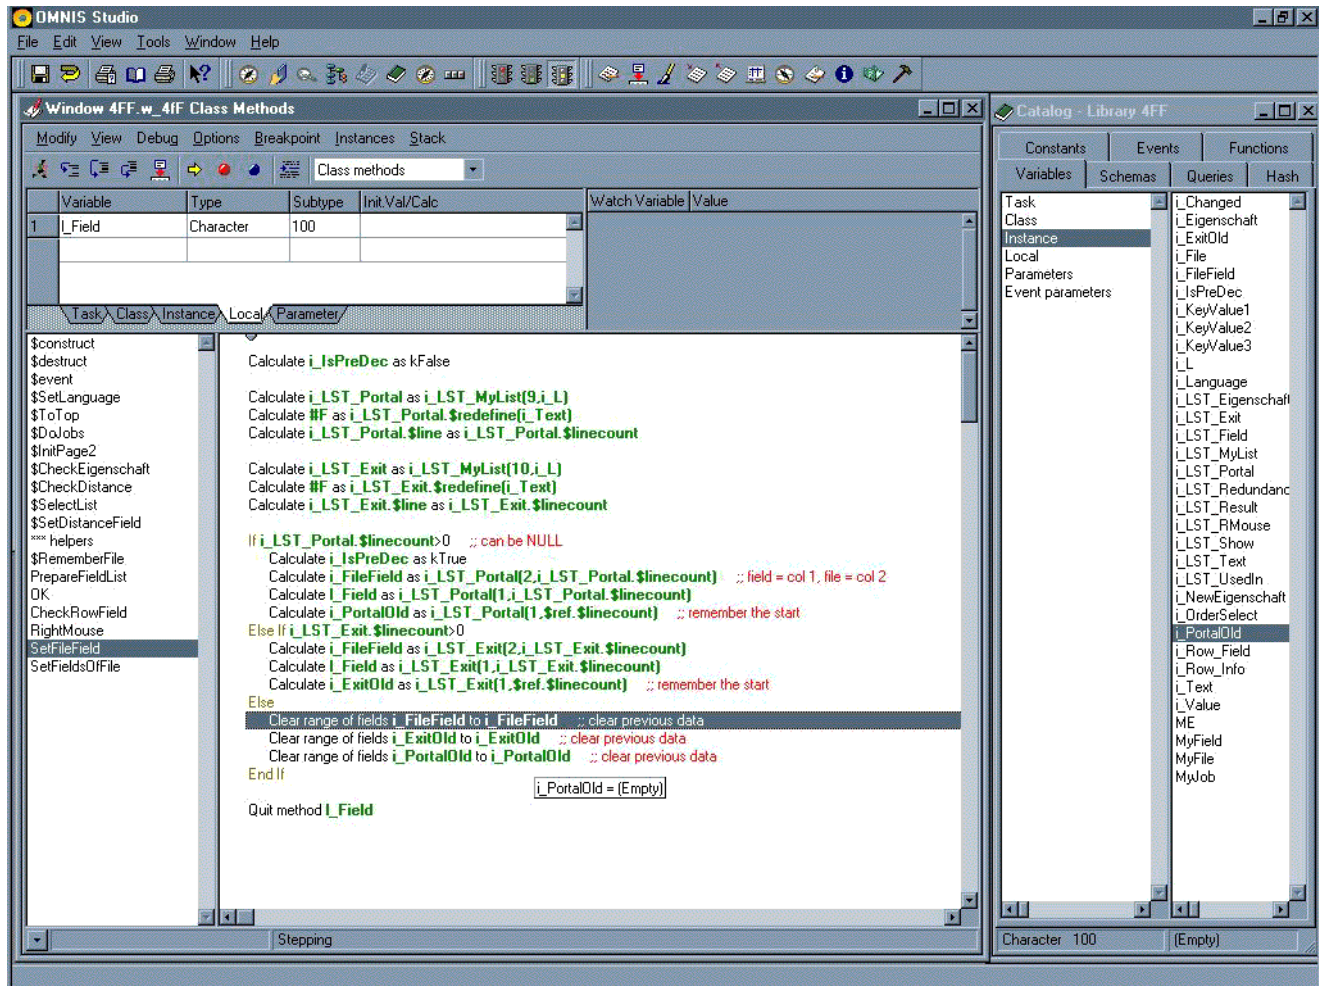 OMNIS Studio
File Edit View Tools Window Help
Window 4FF.w_4fF Class Methods
Modify View Debug Options Breakpoint Instances Stack
Class methods
Variable Type Subtype Init.Val/Calc
1 l_Field Character 100
Task Class Instance Local Parameter
Watch Variable Value
$construct
$destruct
$event
$SetLanguage
$ToTop
$DoJobs
$InitPage2
$CheckEigenschaft
$CheckDistance
$SelectList
$SetDistanceField
*** helpers
$RememberFile
PrepareFieldList
OK
CheckRowField
RightMouse
SetFileField
SetFieldsOfFile
Calculate i_IsPreDec as kFalse
Calculate i_LST_Portal as i_LST_MyList(9,i_L)
Calculate #F as i_LST_Portal.$redefine(i_Text)
Calculate i_LST_Portal.$line as i_LST_Portal.$linecount
Calculate i_LST_Exit as i_LST_MyList(10,i_L)
Calculate #F as i_LST_Exit.$redefine(i_Text)
Calculate i_LST_Exit.$line as i_LST_Exit.$linecount
If i_LST_Portal.$linecount>0 ;; can be NULL
Calculate i_IsPreDec as kTrue
Calculate i_FileField as i_LST_Portal(2,i_LST_Portal.$linecount) ;; field = col 1, file = col 2
Calculate l_Field as i_LST_Portal(1,i_LST_Portal.$linecount)
Calculate i_PortalOld as i_LST_Portal(1,$ref.$linecount) ;; remember the start
Else If i_LST_Exit.$linecount>0
Calculate i_FileField as i_LST_Exit(2,i_LST_Exit.$linecount)
Calculate l_Field as i_LST_Exit(1,i_LST_Exit.$linecount)
Calculate i_ExitOld as i_LST_Exit(1,$ref.$linecount) ;; remember the start
Else
Clear range of fields i_FileField to i_FileField ;; clear previous data
Clear range of fields i_ExitOld to i_ExitOld ;; clear previous data
Clear range of fields i_PortalOld to i_PortalOld ;; clear previous data
End If
i_PortalOld = (Empty)
Quit method l_Field
Stepping
Catalog - Library 4FF
Constants Events Functions
Variables Schemas Queries Hash
Task
Class
Instance
Local
Parameters
Event parameters
i_Changed
i_Eigenschaft
i_ExitOld
i_File
i_FileField
i_IsPreDec
i_KeyValue1
i_KeyValue2
i_KeyValue3
i_L
i_Language
i_LST_Eigenschaft
i_LST_Exit
i_LST_Field
i_LST_MyList
i_LST_Portal
i_LST_Redundanc
i_LST_Result
i_LST_RMouse
i_LST_Show
i_LST_Text
i_LST_UsedIn
i_NewEigenschaft
i_OrderSelect
i_PortalOld
i_Row_Field
i_Row_Info
i_Text
i_Value
ME
MyField
MyFile
MyJob
Character 100 (Empty)